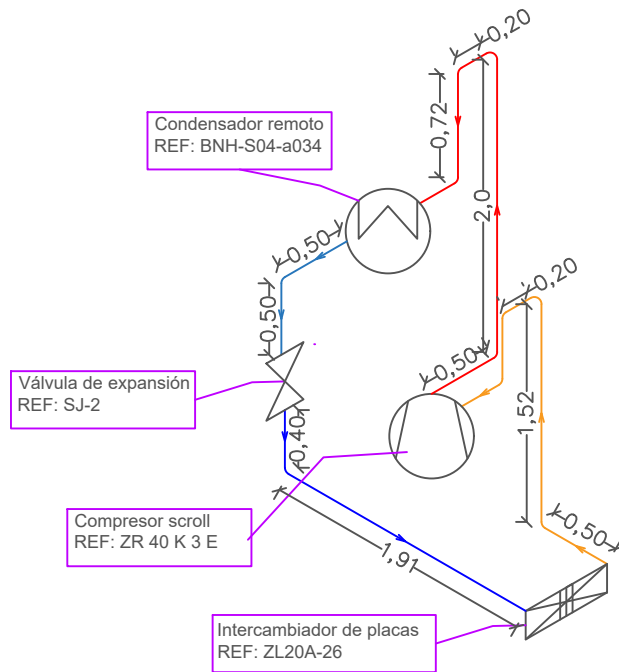 0,20
0,72
Condensador remoto
REF: BNH-S04-a034
2,0
0,50
0,20
0,50
0,50
1,52
Válvula de expansión
REF: SJ-2
0,40
0,50
Compresor scroll
REF: ZR 40 K 3 E
1,91
Intercambiador de placas
REF: ZL20A-26